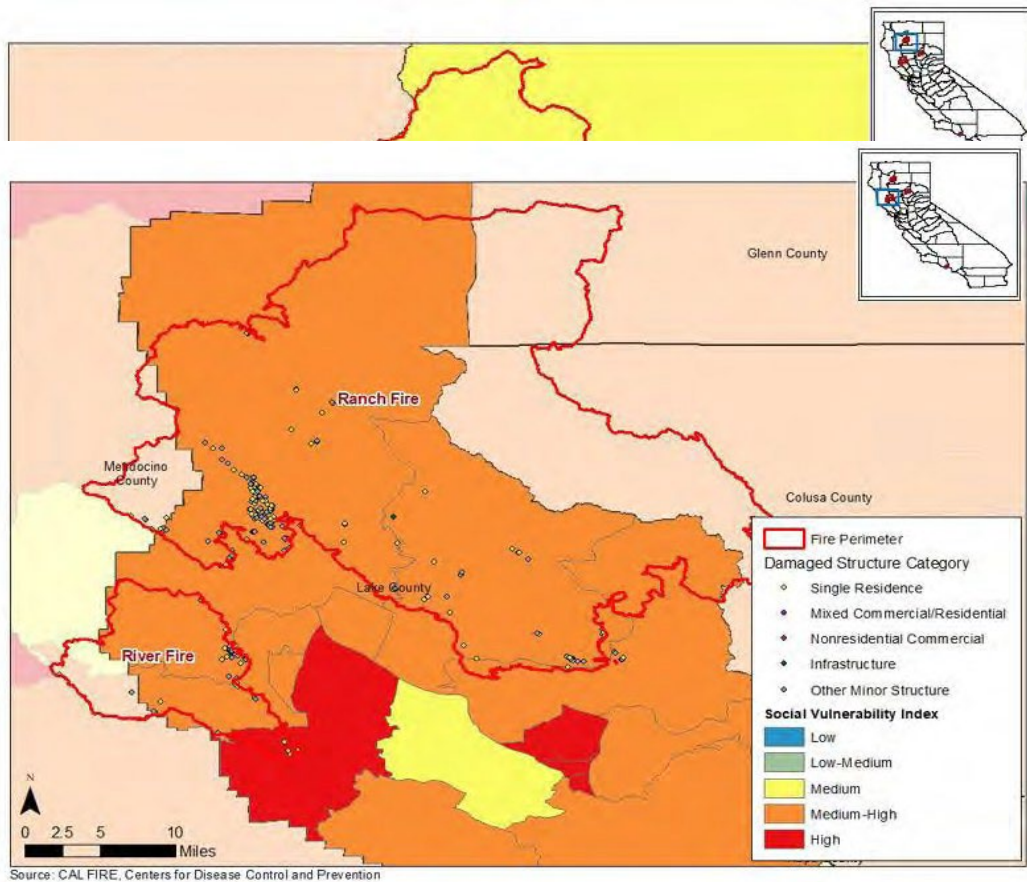 Glenn County
Ranch Fire
Mendocino
County
Colusa County
Lake County
River Fire
Fire Perimeter
Damaged Structure Category
Single Residence
Mixed Commercial/Residential
Nonresidential Commercial
Infrastructure
Other Minor Structure
Social Vulnerability Index
Low
Low-Medium
Medium
Medium-High
High
N
0 2.5 5 10
Miles
Source: CAL FIRE, Centers for Disease Control and Prevention